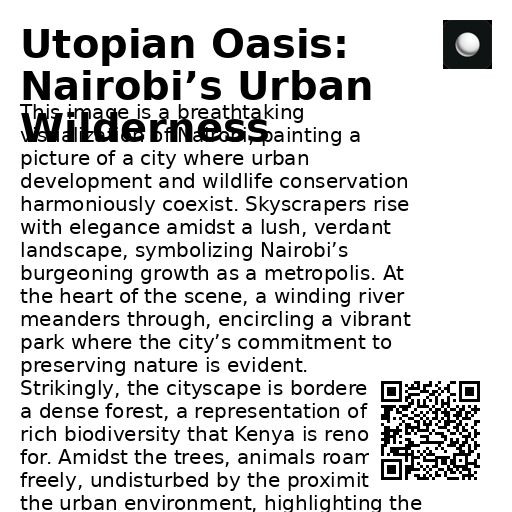 Utopian Oasis:
Nairobi’s Urban
Wilderness
This image is a breathtaking
visualization of Nairobi, painting a
picture of a city where urban
development and wildlife conservation
harmoniously coexist. Skyscrapers rise
with elegance amidst a lush, verdant
landscape, symbolizing Nairobi’s
burgeoning growth as a metropolis. At
the heart of the scene, a winding river
meanders through, encircling a vibrant
park where the city’s commitment to
preserving nature is evident.
Strikingly, the cityscape is bordere
a dense forest, a representation of
rich biodiversity that Kenya is reno
for. Amidst the trees, animals roam
freely, undisturbed by the proximit
the urban environment, highlighting the